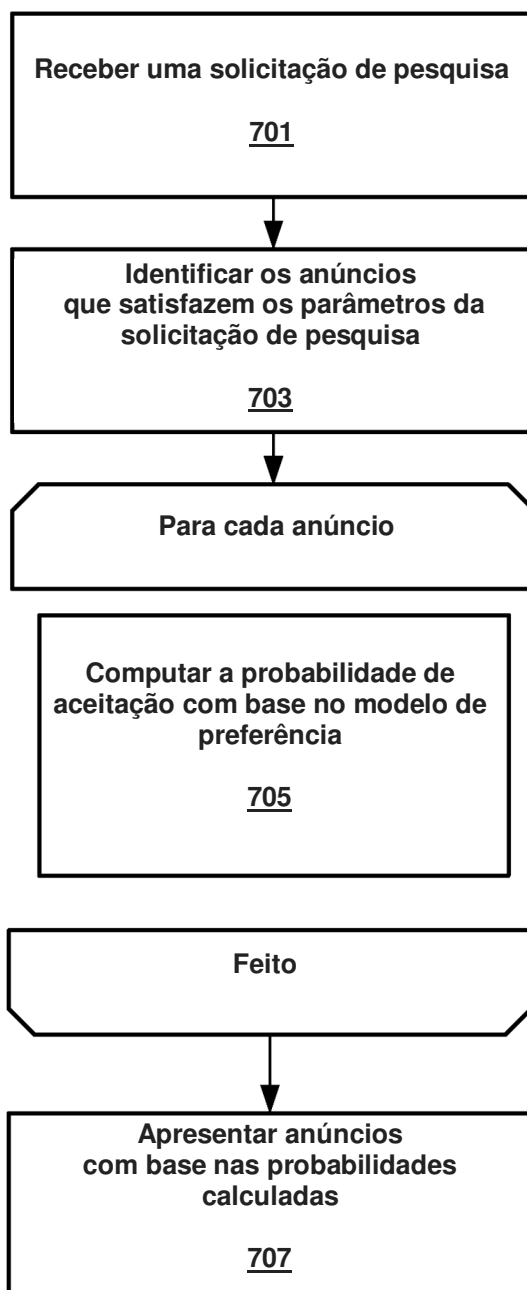 Receber uma solicitação de pesquisa
701
Identificar os anúncios
que satisfazem os parâmetros da
solicitação de pesquisa
703
Para cada anúncio
Computar a probabilidade de
aceitação com base no modelo de
preferência
705
Feito
Apresentar anúncios
com base nas probabilidades
calculadas
707